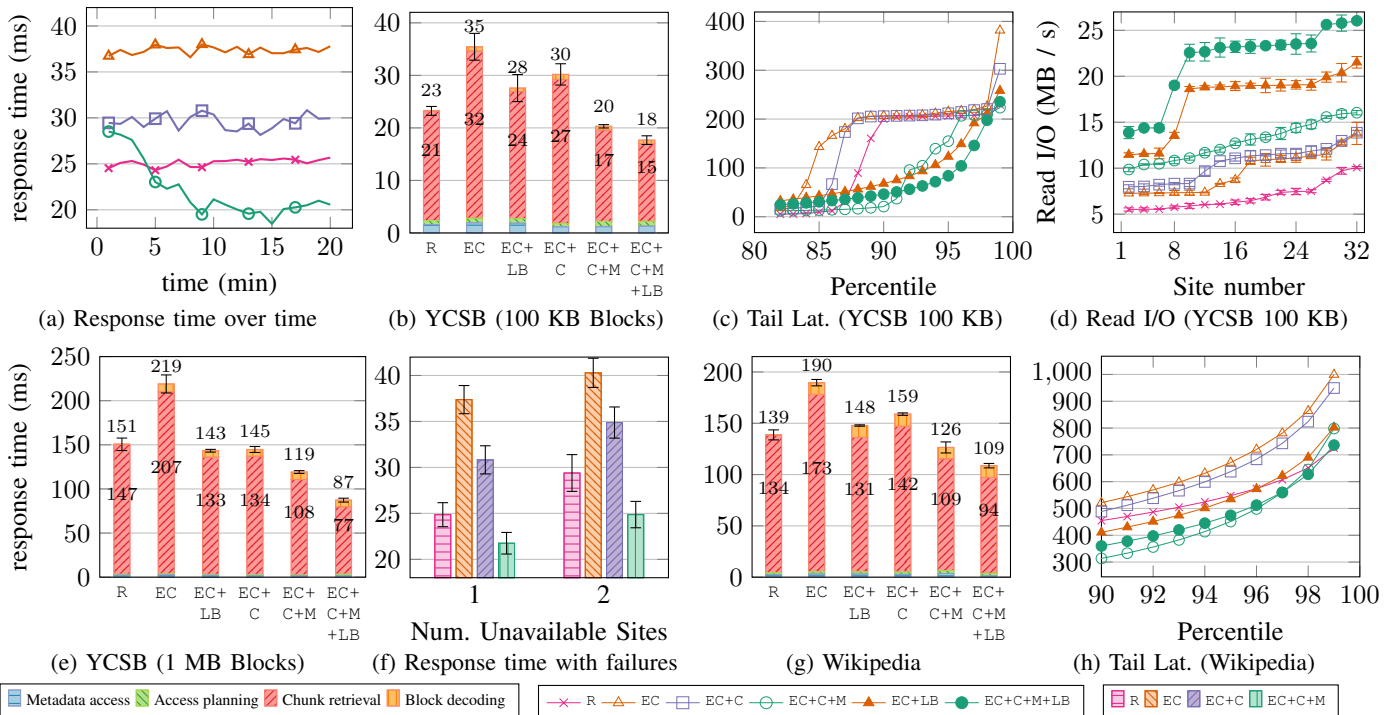 response time (ms)
40
35
30
25
20
0
5
10
15
20
time (min)
(a) Response time over time
40
30
20
10
0
23
35
28
30
20
18
21
32
24
27
17
15
R
EC
EC+
LB
EC+
C
EC+
C+M
EC+
C+M
+LB
(b) YCSB (100 KB Blocks)
400
300
200
100
0
80
85
90
95
100
Percentile
(c) Tail Lat. (YCSB 100 KB)
Read I/O (MB / s)
25
20
15
10
5
1
8
16
24
32
Site number
(d) Read I/O (YCSB 100 KB)
response time (ms)
250
200
150
100
50
0
151
219
143
145
119
87
147
207
133
134
108
77
R
EC
EC+
LB
EC+
C
EC+
C+M
EC+
C+M
+LB
(e) YCSB (1 MB Blocks)
40
35
30
25
20
1
2
Num. Unavailable Sites
(f) Response time with failures
200
150
100
50
0
139
190
148
159
126
109
134
173
131
142
109
94
R
EC
EC+
LB
EC+
C
EC+
C+M
EC+
C+M
+LB
(g) Wikipedia
1,000
900
800
700
600
500
400
300
90
92
94
96
98
100
Percentile
(h) Tail Lat. (Wikipedia)
Metadata access Access planning Chunk retrieval Block decoding
R EC EC+C EC+C+M EC+LB EC+C+M+LB
R EC EC+C EC+C+M